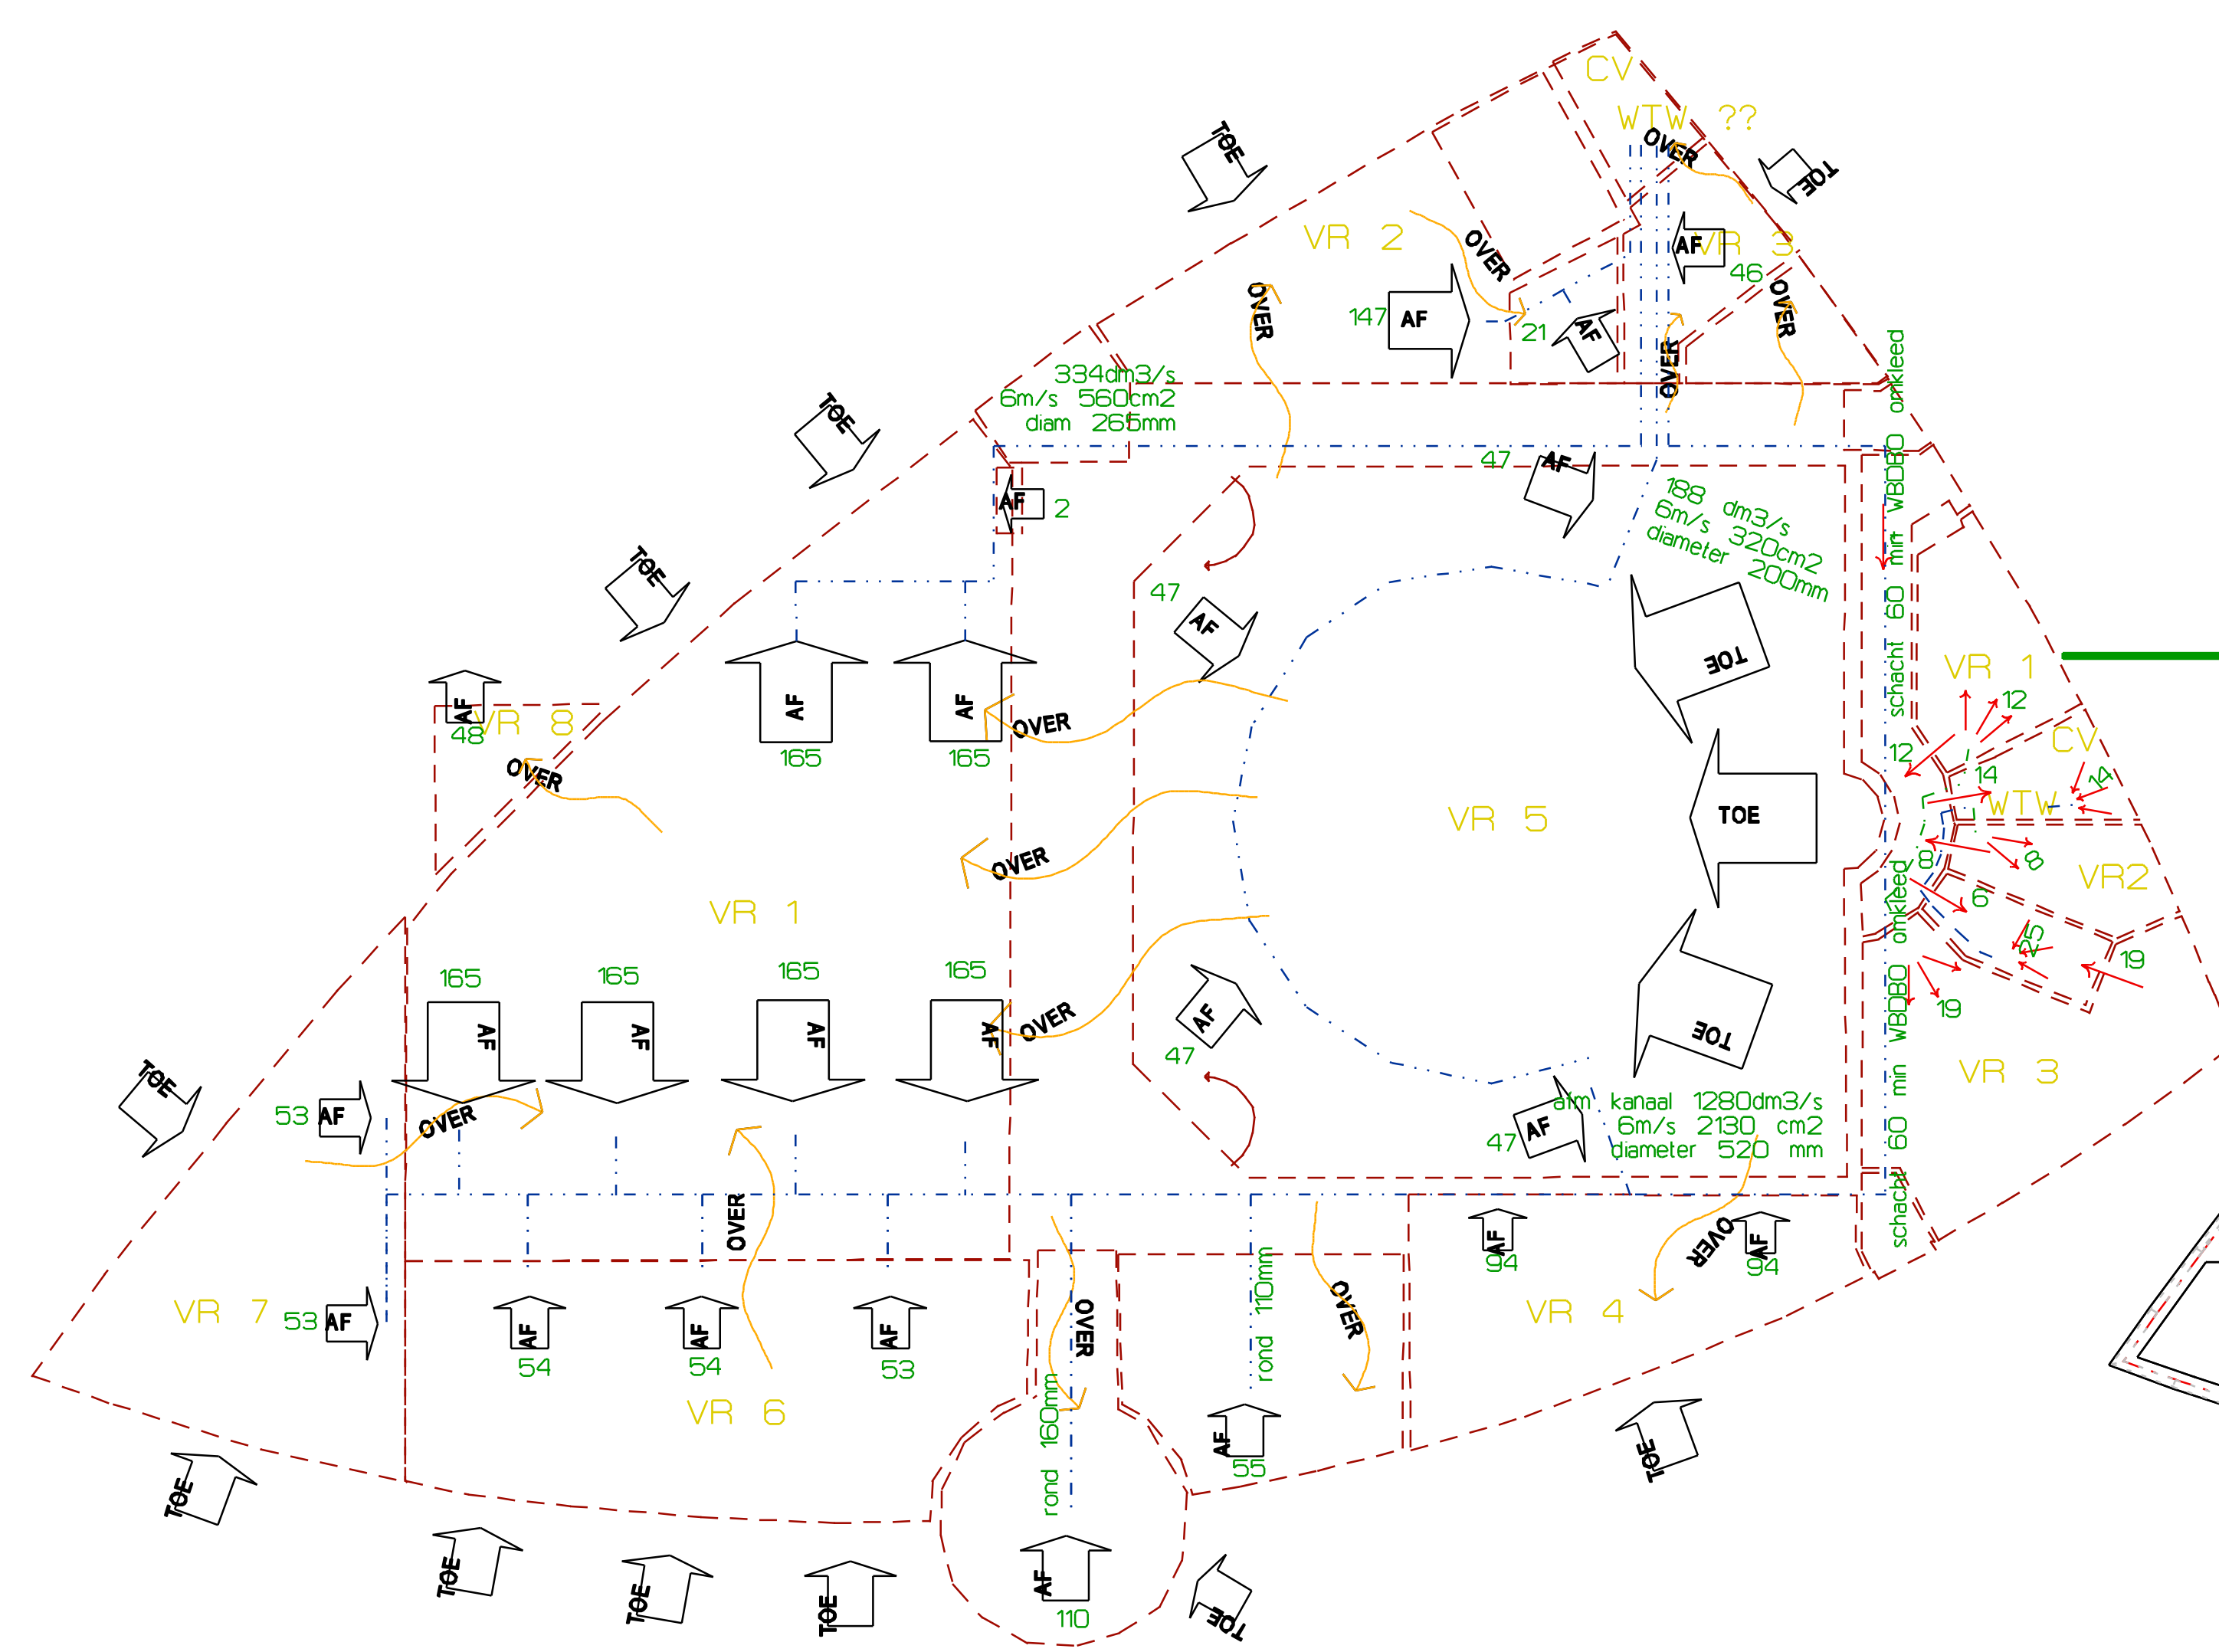 CV
WTW ??
OVER
TOE
TOE
VR 2
OVER
AF
VR 3
46
OVER
OVER
147
AF
21
AF
OVER
334dm3/s
6m/s 560cm2
diam 265mm
TOE
AF
2
47
AF
188 dm3/s
6m/s 320cm2
diameter 200mm
schacht 60 min WBDBO omkleed
TOE
47
AF
TOE
VR 1
12
AF
48
VR 8
OVER
AF
165
AF
165
OVER
12
CV
14
14
WTW
TOE
VR 5
OVER
8
8
VR2
6
VR 1
25
19
19
165
165
165
165
AF
AF
AF
AF
OVER
AF
47
TOE
VR 3
TOE
53
AF
OVER
afm kanaal 1280dm3/s
6m/s 2130 cm2
diameter 520 mm
47
AF
schacht 60 min WBDBO omkleed
OVER
AF
94
OVER
AF
94
VR 7
53
AF
AF
54
AF
54
AF
53
OVER
rond 110mm
OVER
VR 4
VR 6
rond 160mm
AF
55
TOE
TOE
TOE
TOE
TOE
AF
110
TOE